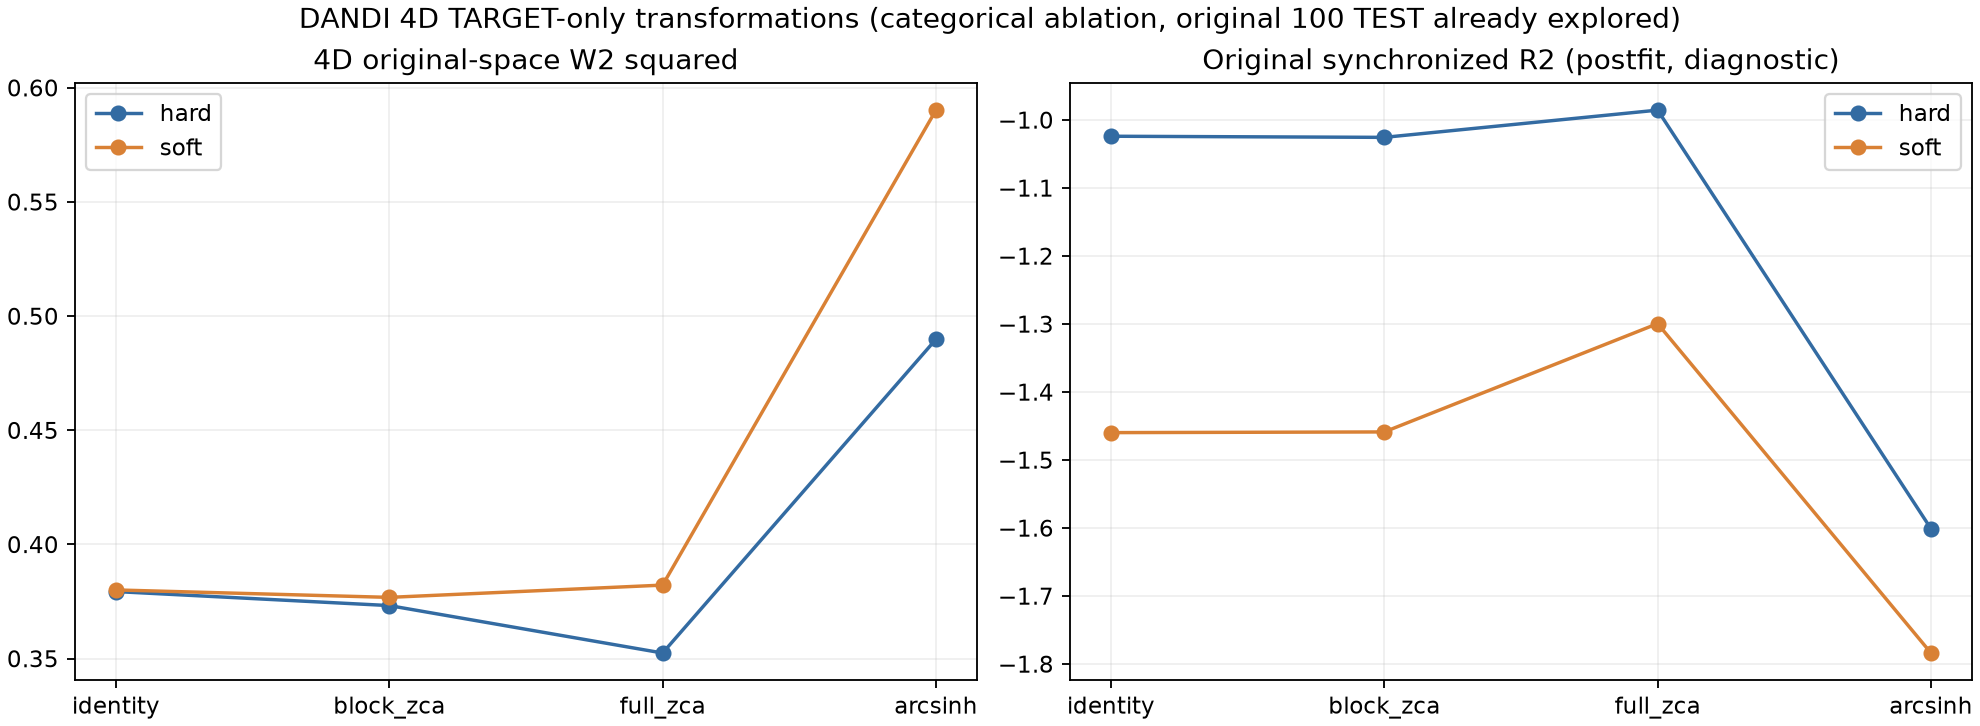 DANDI 4D TARGET-only transformations (categorical ablation, original 100 TEST already explored)
4D original-space W2 squared
0.60
0.55
0.50
0.45
0.40
0.35
hard
soft
identity
block_zca
full_zca
arcsinh
Original synchronized R2 (postfit, diagnostic)
−1.0
−1.1
−1.2
−1.3
−1.4
−1.5
−1.6
−1.7
−1.8
hard
soft
identity
block_zca
full_zca
arcsinh